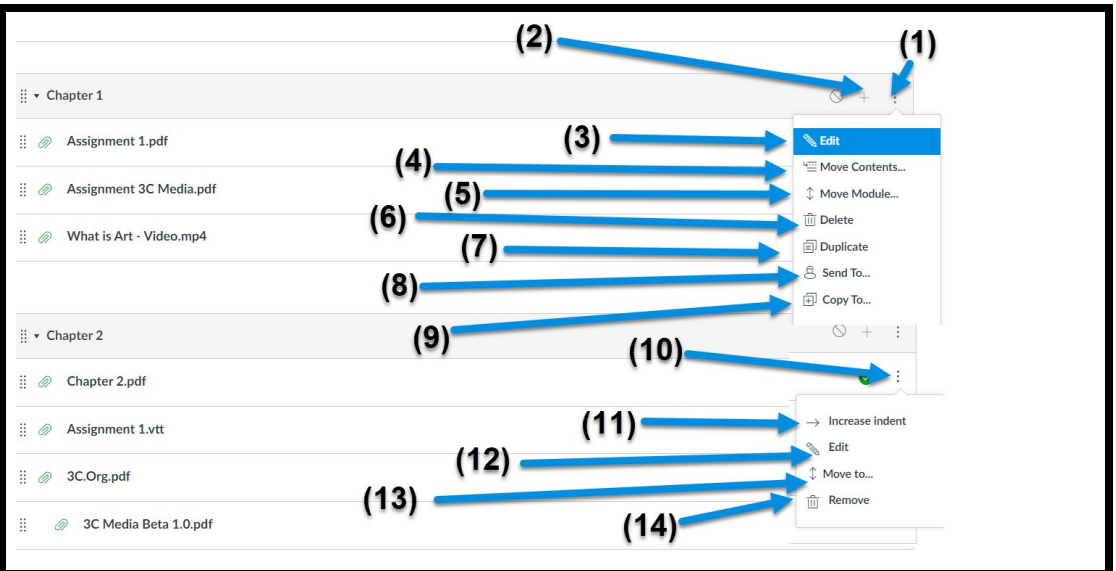 (2)
(1)
Chapter 1
(3)
Assignment 1.pdf
Edit
(4)
Move Contents...
(5)
Assignment 3C Media.pdf
Move Module...
(6)
Delete
What is Art - Video.mp4
(7)
Duplicate
(8)
Send To...
(9)
Copy To...
Chapter 2
(10)
Chapter 2.pdf
(11)
Increase indent
Assignment 1.vtt
(12)
Edit
3C.Org.pdf
(13)
Move to...
(14)
Remove
3C Media Beta 1.0.pdf